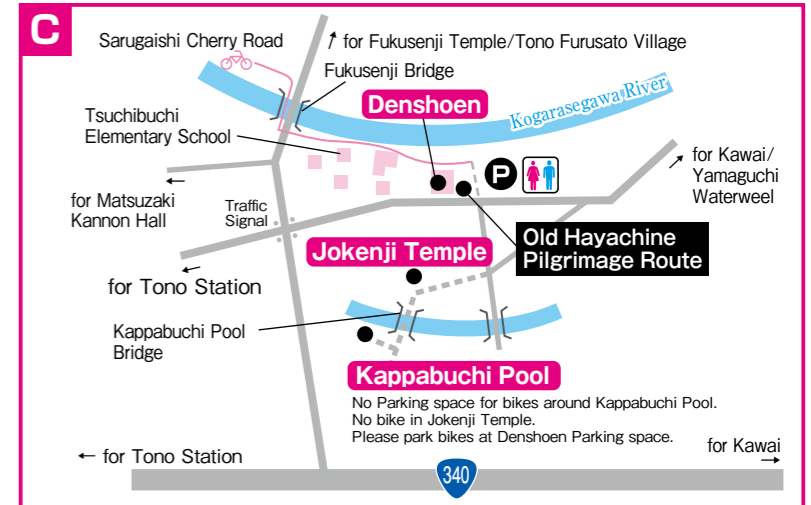 C
Sarugaishi Cherry Road
for Fukusenji Temple/Tono Furusato Village
Fukusenji Bridge
Denshoen
Kogarasegawa River
Tsuchibuchi
Elementary School
P
for Kawai/
Yamaguchi
Waterweel
for Matsuzaki
Kannon Hall
Traffic
Signal
Old Hayachine
Pilgrimage Route
Jokenji Temple
for Tono Station
Kappabuchi Pool
Bridge
Kappabuchi Pool
No Parking space for bikes around Kappabuchi Pool.
No bike in Jokenji Temple.
Please park bikes at Denshoen Parking space.
← for Tono Station
for Kawai
→
340